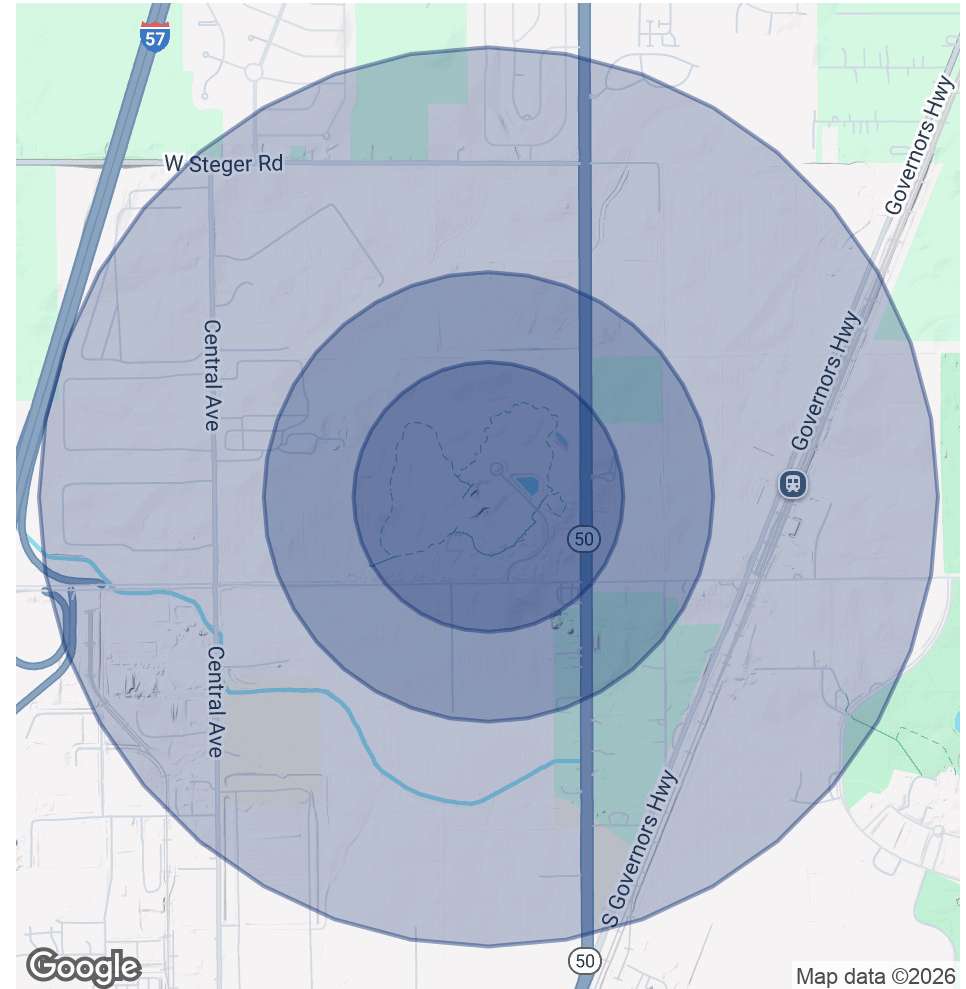 57
W Steger Rd
Governors Hwy
Central Ave
Governors Hwy
50
Central Ave
S Governors Hwy
50
Google
Map data ©2026